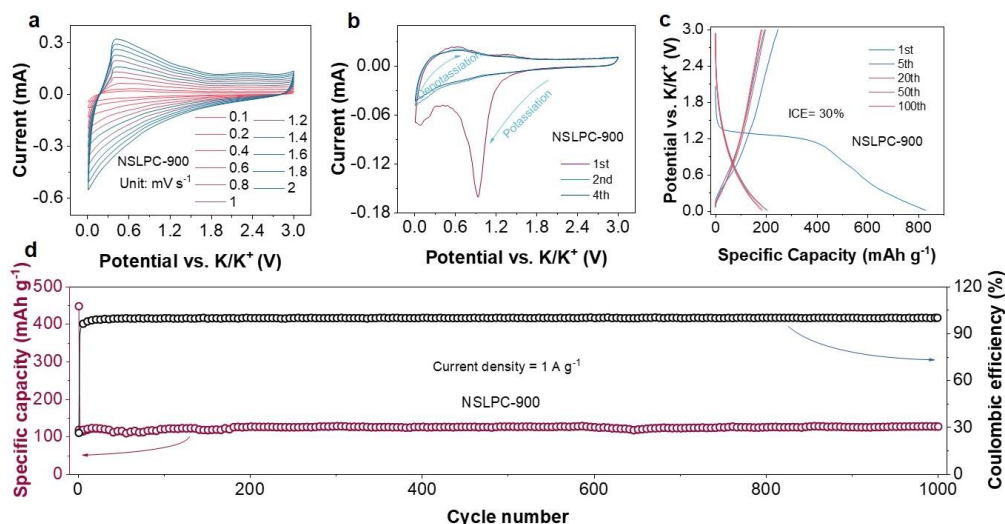 a
Current (mA)
0.3
0.0
-0.3
-0.6
NSLPC-900
Unit: mV s⁻¹
0.1
0.2
0.4
0.6
0.8
1
1.2
1.4
1.6
1.8
2
0.0 0.6 1.2 1.8 2.4 3.0
Potential vs. K/K⁺ (V)
b
Current (mA)
0.00
-0.06
-0.12
-0.18
Depotassiation
Potassiation
NSLPC-900
1st
2nd
4th
0.0 0.6 1.2 1.8 2.4 3.0
Potential vs. K/K⁺ (V)
c
Potential vs. K/K⁺ (V)
3.0
2.4
1.8
1.2
0.6
0.0
1st
5th
20th
50th
100th
ICE= 30%
NSLPC-900
0 200 400 600 800
Specific Capacity (mAh g⁻¹)
d
Specific capacity (mAh g⁻¹)
500
400
300
200
100
0
Current density = 1 A g⁻¹
NSLPC-900
120
90
60
30
0
Coulombic efficiency (%)
0 200 400 600 800 1000
Cycle number